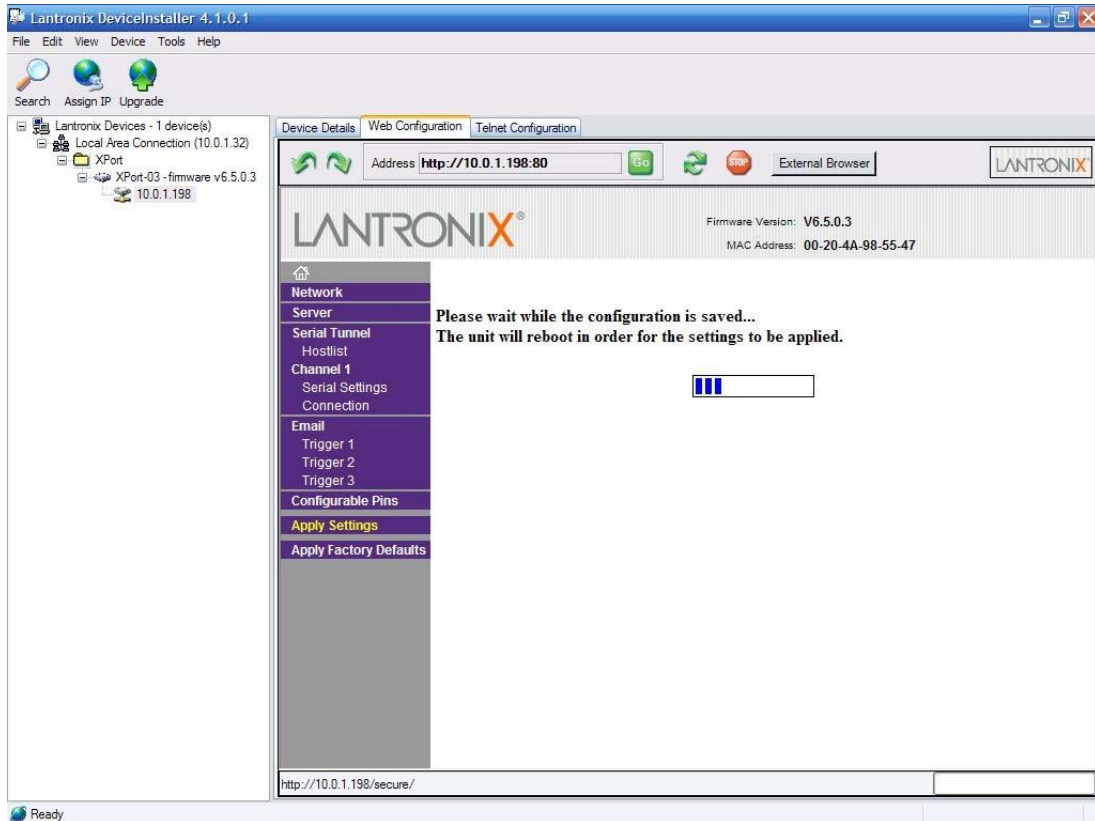 Lantronix DeviceInstaller 4.1.0.1
File Edit View Device Tools Help
Search Assign IP Upgrade
Lantronix Devices - 1 device(s)
Local Area Connection (10.0.1.32)
XPort
XPort-03 - firmware v6.5.0.3
10.0.1.198
Device Details Web Configuration Telnet Configuration
Address http://10.0.1.198:80 Go STOP External Browser LANTRONIX®
LANTRONIX®
Firmware Version: V6.5.0.3
MAC Address: 00-20-4A-98-55-47
Network
Server
Serial Tunnel
Hostlist
Channel 1
Serial Settings
Connection
Email
Trigger 1
Trigger 2
Trigger 3
Configurable Pins
Apply Settings
Apply Factory Defaults
Please wait while the configuration is saved...
The unit will reboot in order for the settings to be applied.
http://10.0.1.198/secure/
Ready